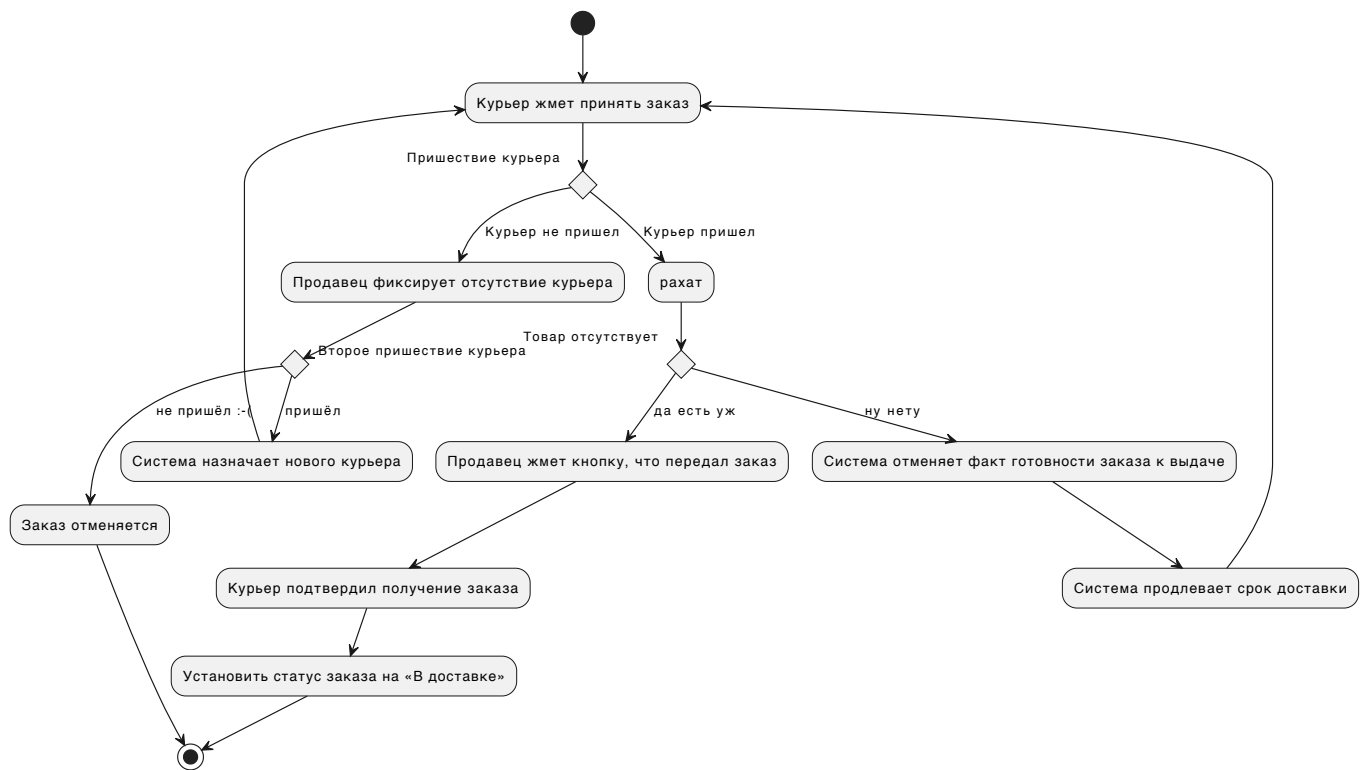 Курьер жмет принять заказ
Пришествие курьера
Курьер не пришел
Курьер пришел
Продавец фиксирует отсутствие курьера
рахат
Товар отсутствует
Второе пришествие курьера
не пришёл :-(
пришёл
да есть уж
ну нету
Система назначает нового курьера
Продавец жмет кнопку, что передал заказ
Система отменяет факт готовности заказа к выдаче
Заказ отменяется
Курьер подтвердил получение заказа
Система продлевает срок доставки
Установить статус заказа на «В доставке»